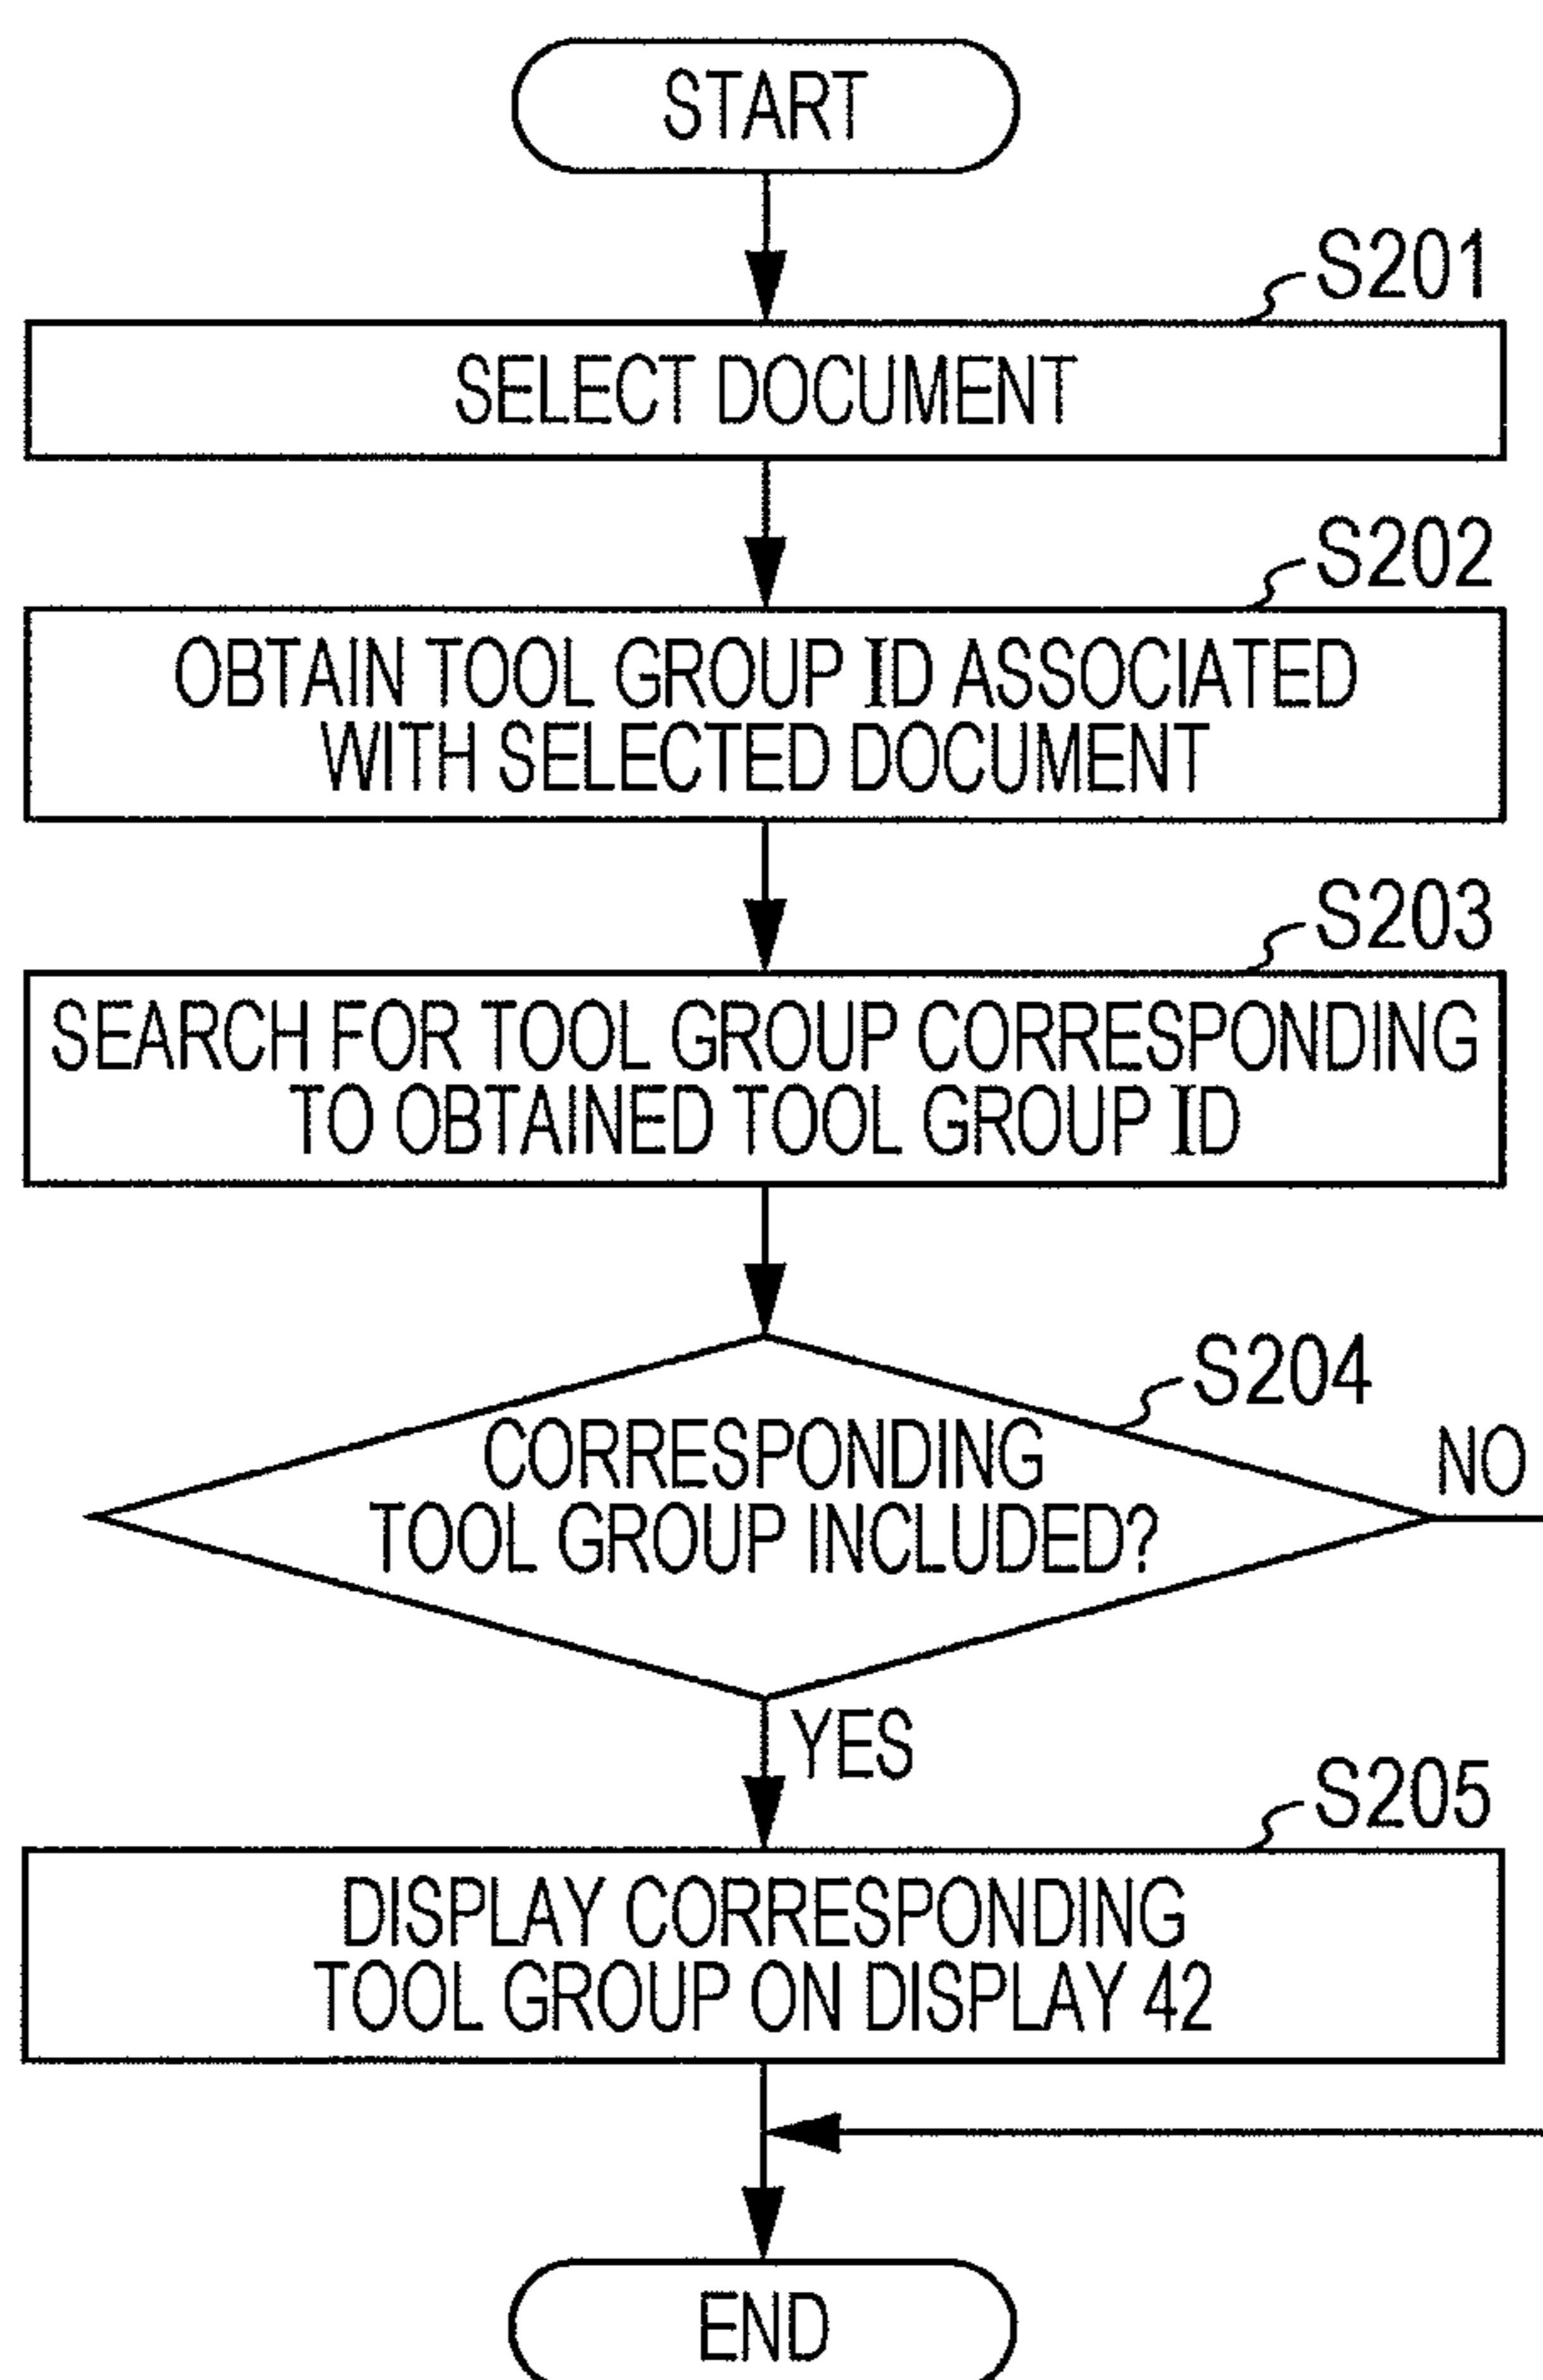 START
S201
SELECT DOCUMENT
S202
OBTAIN TOOL GROUP ID ASSOCIATED
WITH SELECTED DOCUMENT
S203
SEARCH FOR TOOL GROUP CORRESPONDING
TO OBTAINED TOOL GROUP ID
S204
CORRESPONDING
TOOL GROUP INCLUDED?
NO
YES
S205
DISPLAY CORRESPONDING
TOOL GROUP ON DISPLAY 42
END